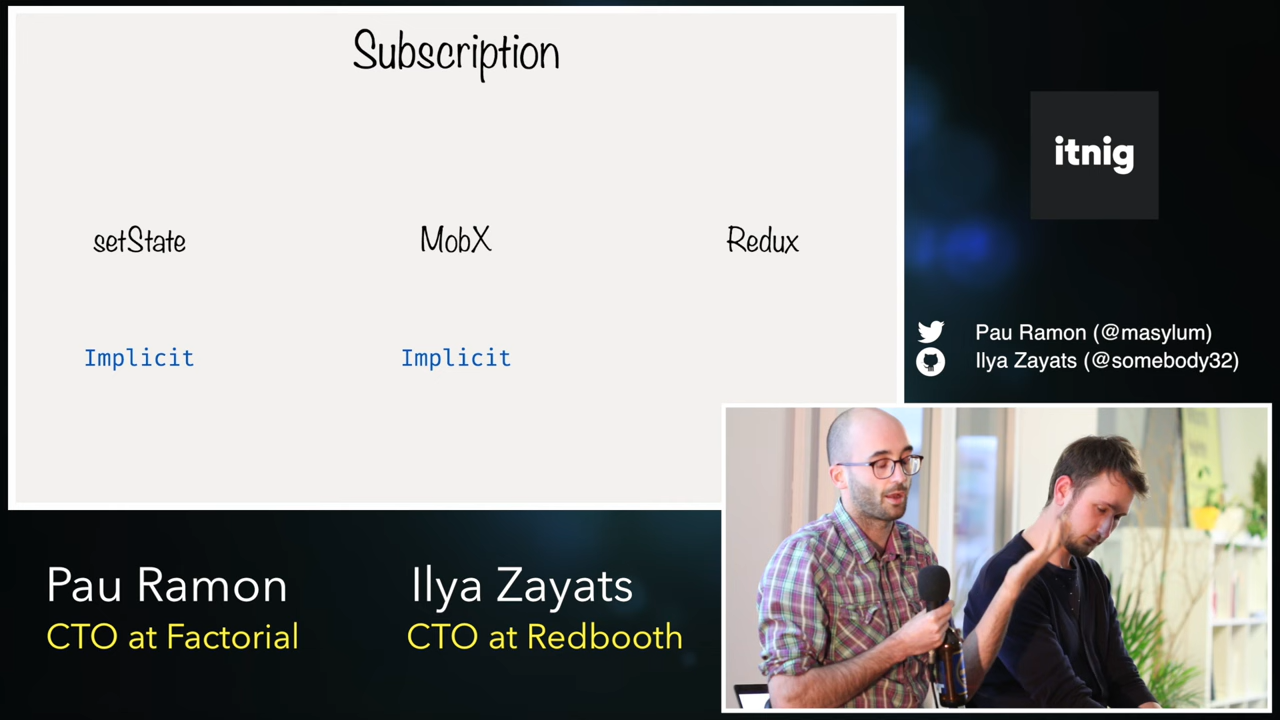 Subscription
setState MobX Redux
Implicit Implicit
itnig
Pau Ramon (@masylum)
Ilya Zayats (@somebody32)
Pau Ramon Ilya Zayats
CTO at Factorial CTO at Redbooth